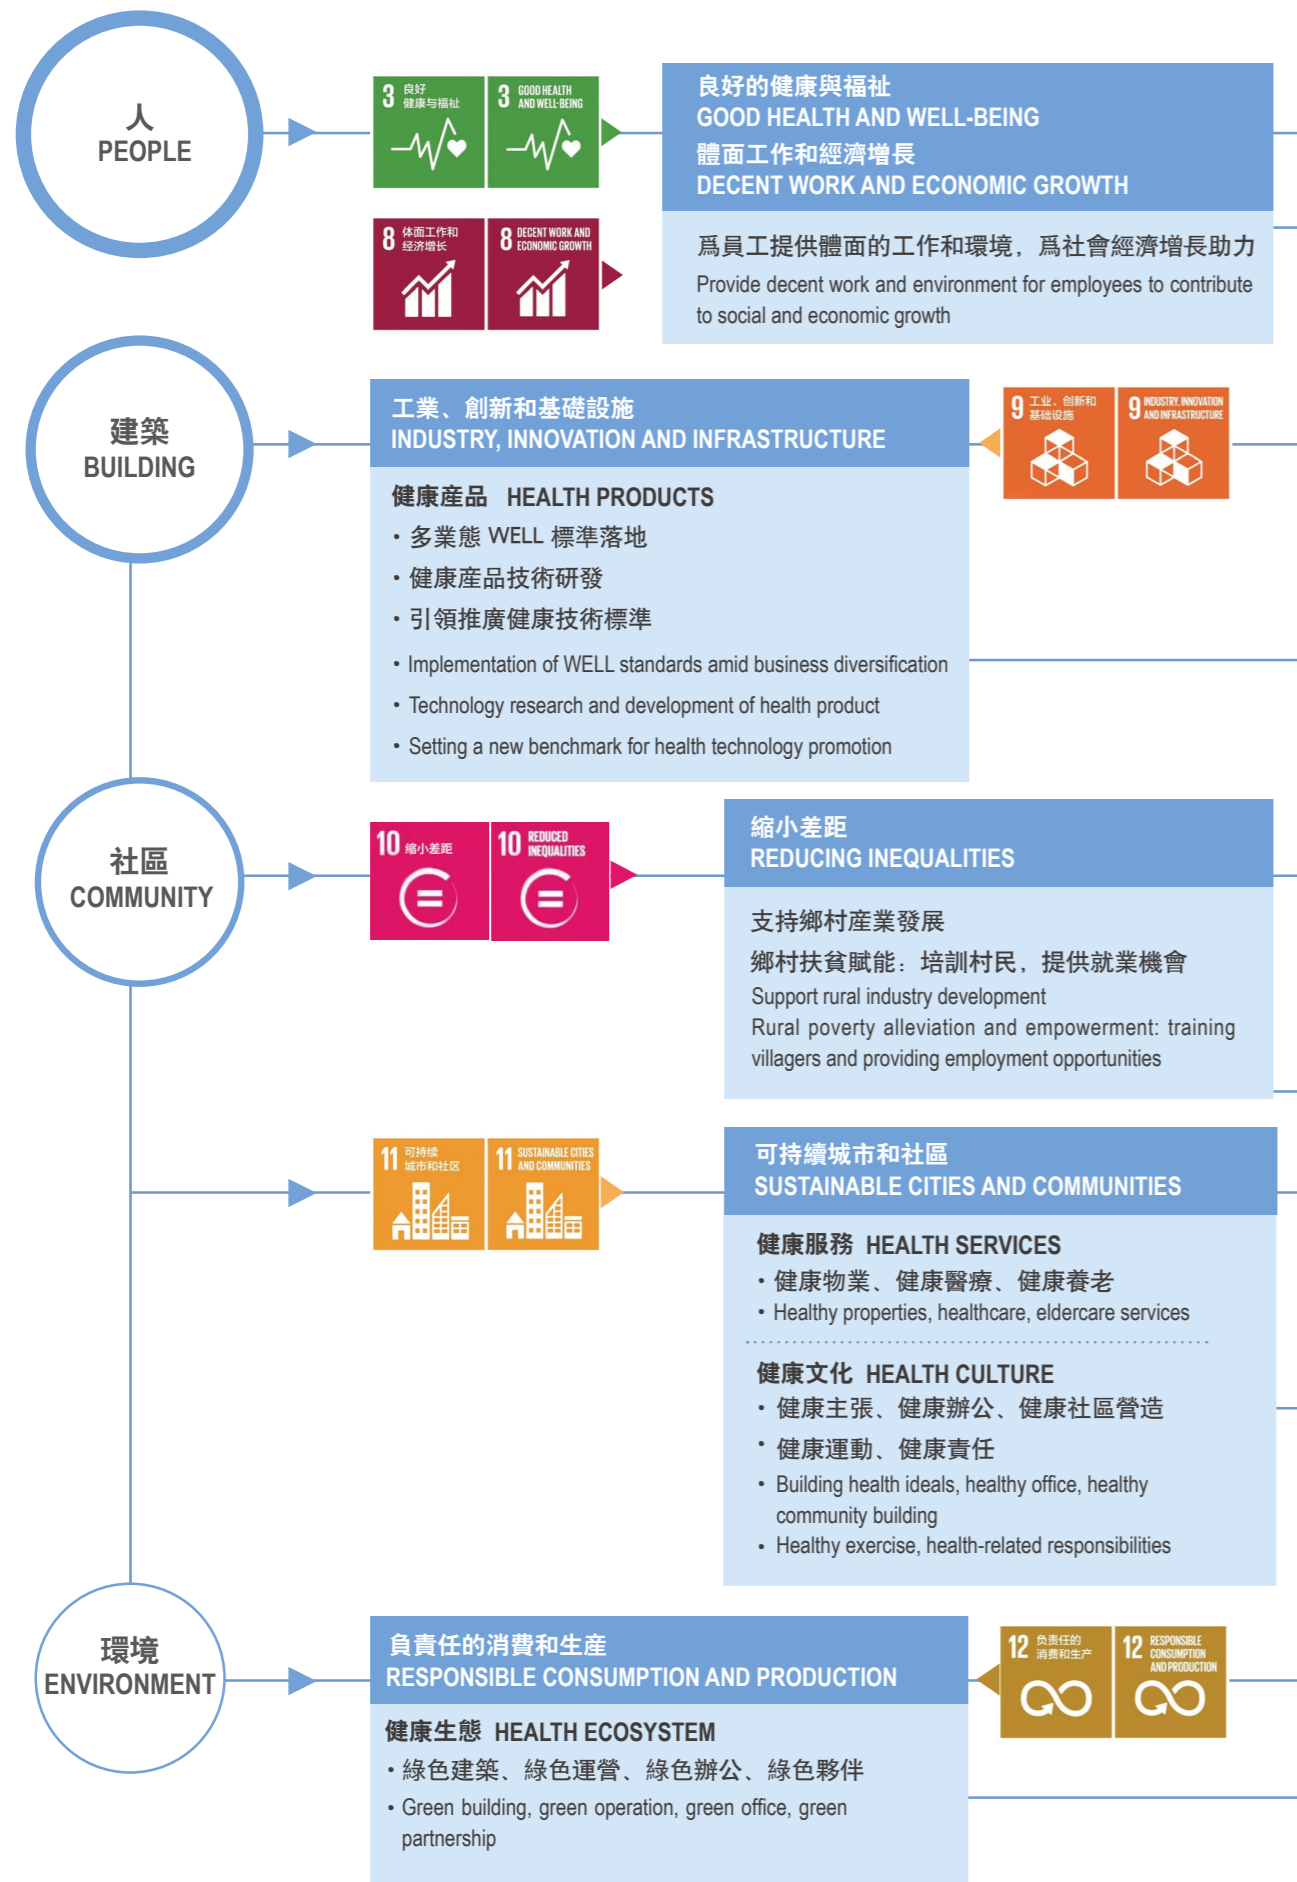 人
PEOPLE
3 良好
健康与福祉
3 GOOD HEALTH
AND WELL-BEING
8 体面工作和
经济增长
8 DECENT WORK AND
ECONOMIC GROWTH
良好的健康與福祉
GOOD HEALTH AND WELL-BEING
體面工作和經濟增長
DECENT WORK AND ECONOMIC GROWTH
爲員工提供體面的工作和環境，爲社會經濟增長助力
Provide decent work and environment for employees to contribute
to social and economic growth
建築
BUILDING
工業、創新和基礎設施
INDUSTRY, INNOVATION AND INFRASTRUCTURE
健康産品 HEALTH PRODUCTS
・多業態 WELL 標準落地
・健康産品技術研發
・引領推廣健康技術標準
• Implementation of WELL standards amid business diversification
• Technology research and development of health product
• Setting a new benchmark for health technology promotion
9 工业、创新和
基础设施
9 INDUSTRY, INNOVATION
AND INFRASTRUCTURE
社區
COMMUNITY
10 缩小差距
10 REDUCED
INEQUALITIES
縮小差距
REDUCING INEQUALITIES
支持鄉村産業發展
鄉村扶貧賦能：培訓村民，提供就業機會
Support rural industry development
Rural poverty alleviation and empowerment: training
villagers and providing employment opportunities
11 可持续
城市和社区
11 SUSTAINABLE CITIES
AND COMMUNITIES
可持續城市和社區
SUSTAINABLE CITIES AND COMMUNITIES
健康服務 HEALTH SERVICES
・健康物業、健康醫療、健康養老
• Healthy properties, healthcare, eldercare services
健康文化 HEALTH CULTURE
・健康主張、健康辦公、健康社區營造
・健康運動、健康責任
• Building health ideals, healthy office, healthy
community building
• Healthy exercise, health-related responsibilities
環境
ENVIRONMENT
負責任的消費和生産
RESPONSIBLE CONSUMPTION AND PRODUCTION
健康生態 HEALTH ECOSYSTEM
・綠色建築、綠色運營、綠色辦公、綠色夥伴
• Green building, green operation, green office, green
partnership
12 负责任的
消费和生产
12 RESPONSIBLE
CONSUMPTION
AND PRODUCTION